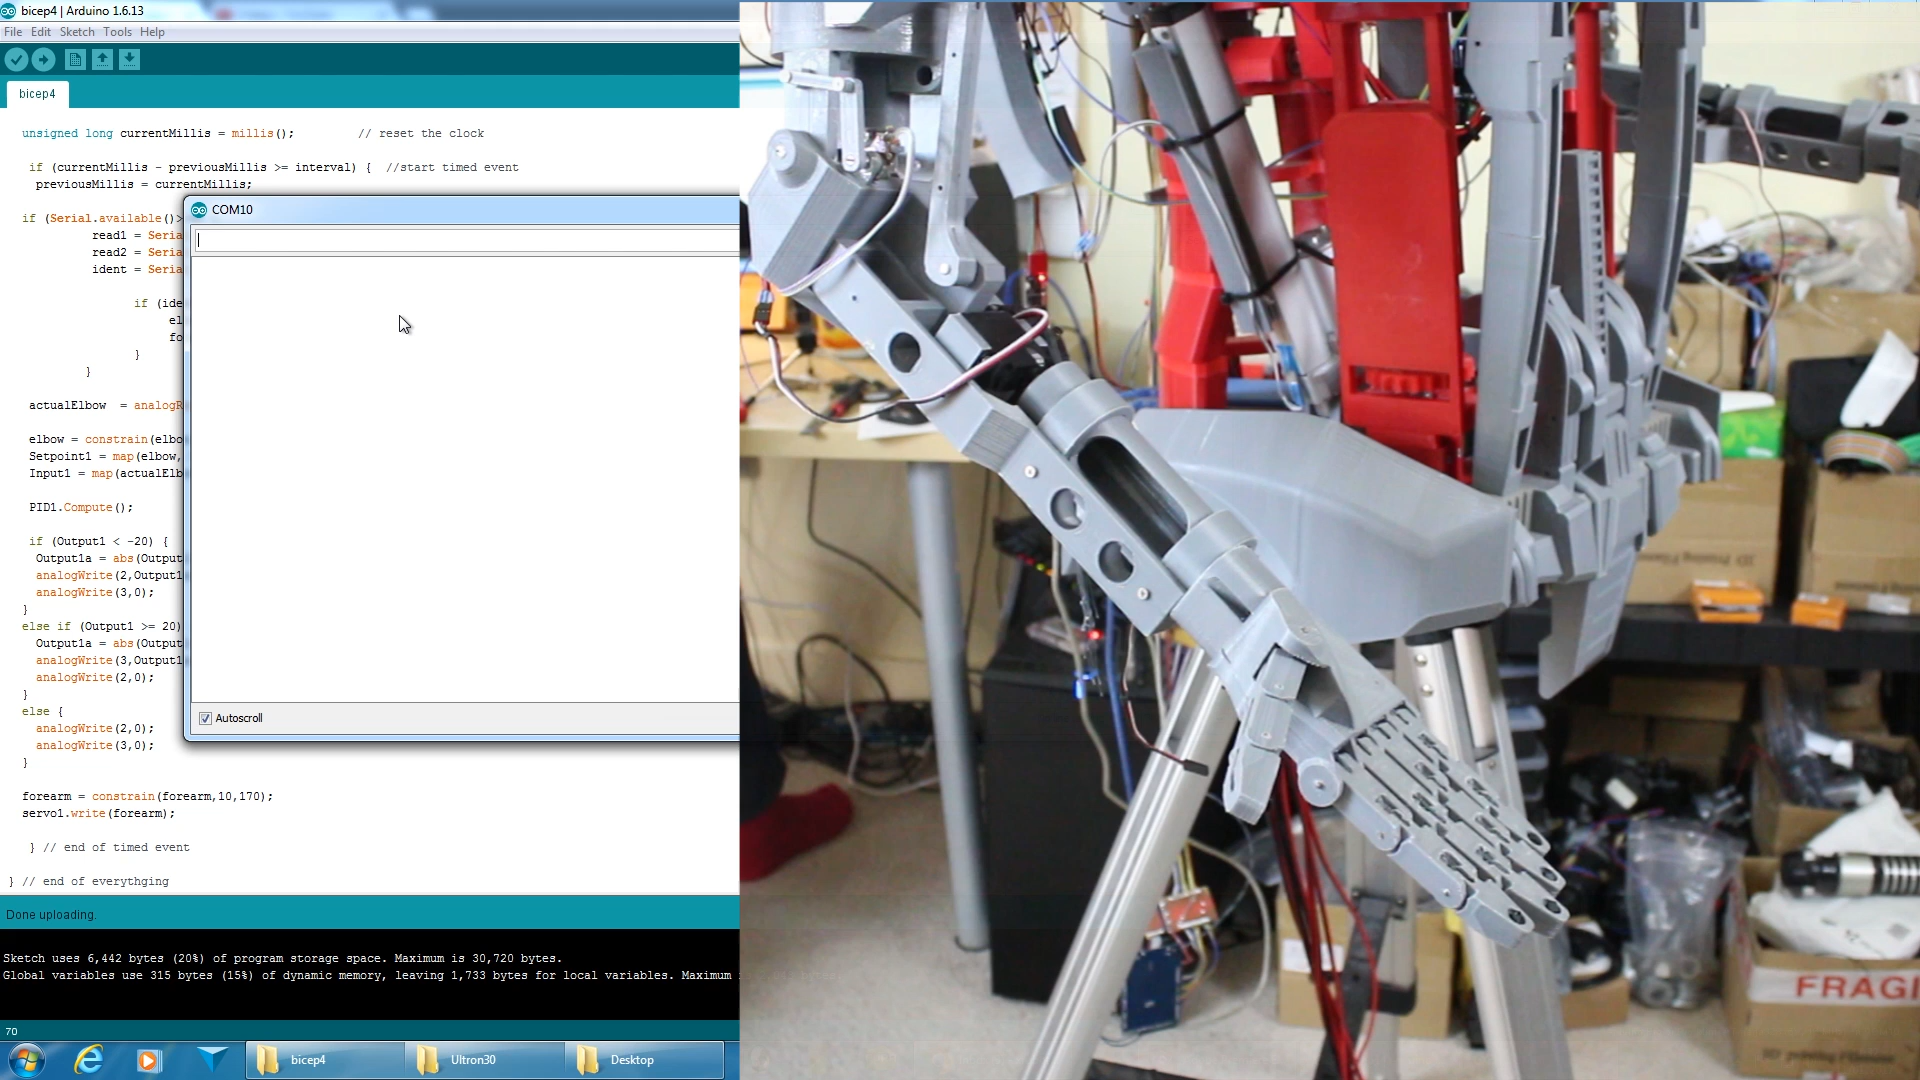 bicep4 | Arduino 1.6.13
File Edit Sketch Tools Help
bicep4
unsigned long currentMillis = millis(); // reset the clock
if (currentMillis - previousMillis >= interval) { //start timed event
previousMillis = currentMillis;
if (Serial.available()>
read1 = Seria
read2 = Seria
ident = Seria
if (ide
el
fo
}
}
actualElbow = analogR
elbow = constrain(elbo
Setpoint1 = map(elbow,
Input1 = map(actualElb
PID1.Compute();
if (Output1 < -20) {
Output1a = abs(Output
analogWrite(2,Output1
analogWrite(3,0);
}
else if (Output1 >= 20)
Output1a = abs(Output
analogWrite(3,Output1
analogWrite(2,0);
}
else {
analogWrite(2,0);
analogWrite(3,0);
}
forearm = constrain(forearm,10,170);
servo1.write(forearm);
} // end of timed event
} // end of everythging
COM10
Autoscroll
Done uploading.
Sketch uses 6,442 bytes (20%) of program storage space. Maximum is 30,720 bytes.
Global variables use 315 bytes (15%) of dynamic memory, leaving 1,733 bytes for local variables. Maximum
70
bicep4
Ultron30
Desktop
FRAGI